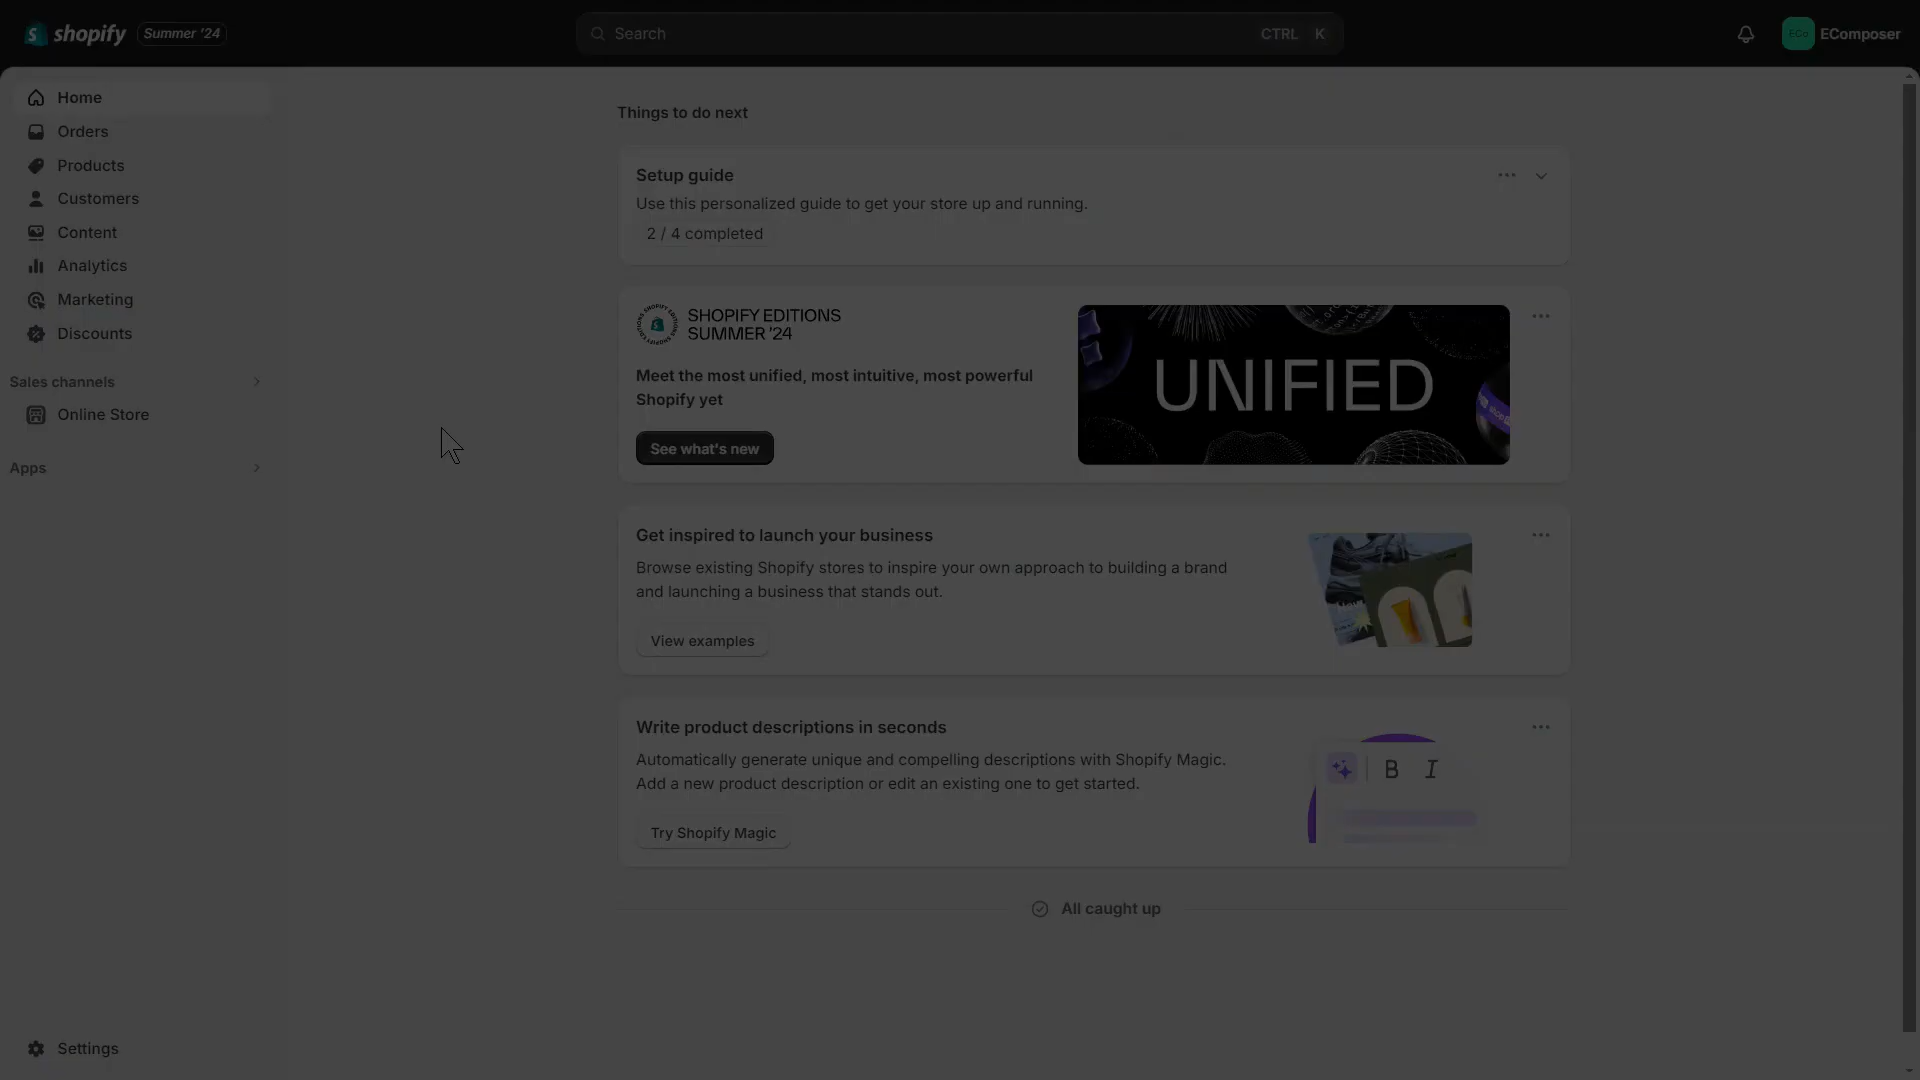 shopify
Summer '24
Search
CTRL K
EComposer
Home
Orders
Products
Customers
Content
Analytics
Marketing
Discounts
Sales channels
Online Store
Apps
Settings
Things to do next
Setup guide
Use this personalized guide to get your store up and running.
2 / 4 completed
SHOPIFY EDITIONS
SUMMER '24
Meet the most unified, most intuitive, most powerful
Shopify yet
See what's new
UNIFIED
Get inspired to launch your business
Browse existing Shopify stores to inspire your own approach to building a brand
and launching a business that stands out.
View examples
Write product descriptions in seconds
Automatically generate unique and compelling descriptions with Shopify Magic.
Add a new product description or edit an existing one to get started.
B I
Try Shopify Magic
All caught up